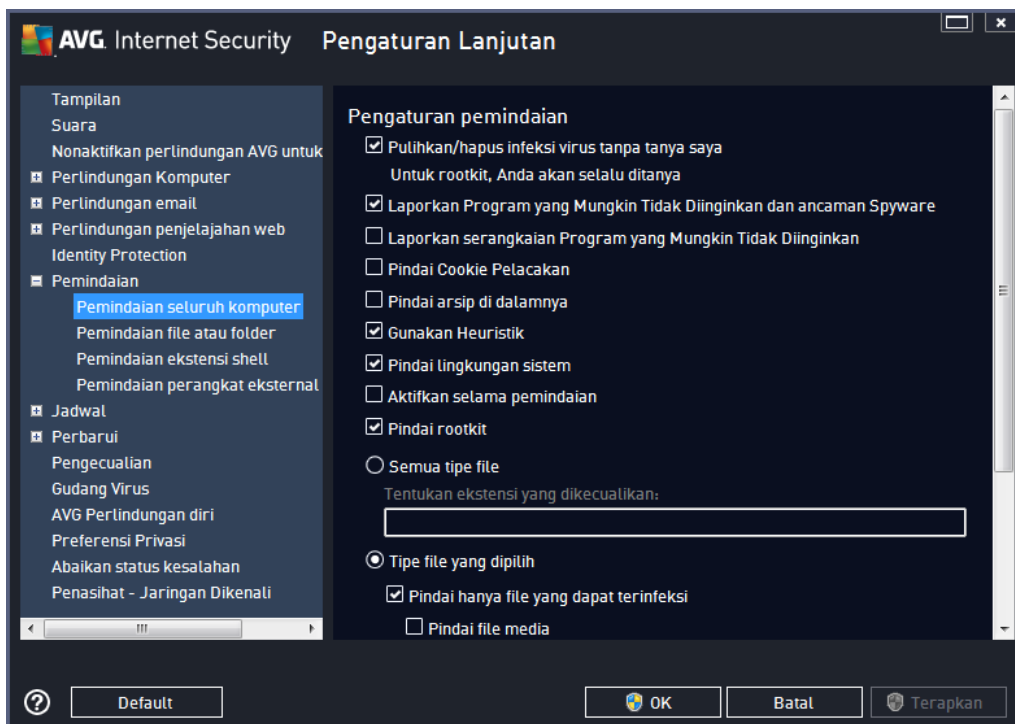 AVG. Internet Security Pengaturan Lanjutan
Tampilan
Suara
Nonaktifkan perlindungan AVG untuk
Perlindungan Komputer
Perlindungan email
Perlindungan penjelajahan web
Identity Protection
Pemindaian
Pemindaian seluruh komputer
Pemindaian file atau folder
Pemindaian ekstensi shell
Pemindaian perangkat eksternal
Jadwal
Perbarui
Pengecualian
Gudang Virus
AVG Perlindungan diri
Preferensi Privasi
Abaikan status kesalahan
Penasihat - Jaringan Dikenali
Pengaturan pemindaian
Pulihkan/hapus infeksi virus tanpa tanya saya
Untuk rootkit, Anda akan selalu ditanya
Laporkan Program yang Mungkin Tidak Diinginkan dan ancaman Spyware
Laporkan serangkaian Program yang Mungkin Tidak Diinginkan
Pindai Cookie Pelacakan
Pindai arsip di dalamnya
Gunakan Heuristik
Pindai lingkungan sistem
Aktifkan selama pemindaian
Pindai rootkit
Semua tipe file
Tentukan ekstensi yang dikecualikan:
Tipe file yang dipilih
Pindai hanya file yang dapat terinfeksi
Pindai file media
? Default OK Batal Terapkan